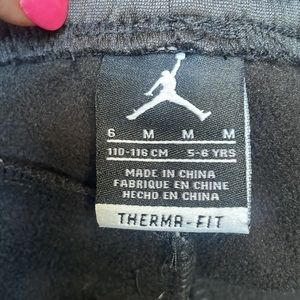 6 M M M
110-116 CM 5-6 YRS
MADE IN CHINA
FABRIQUE EN CHINE
HECHO EN CHINA
THERMA-FIT